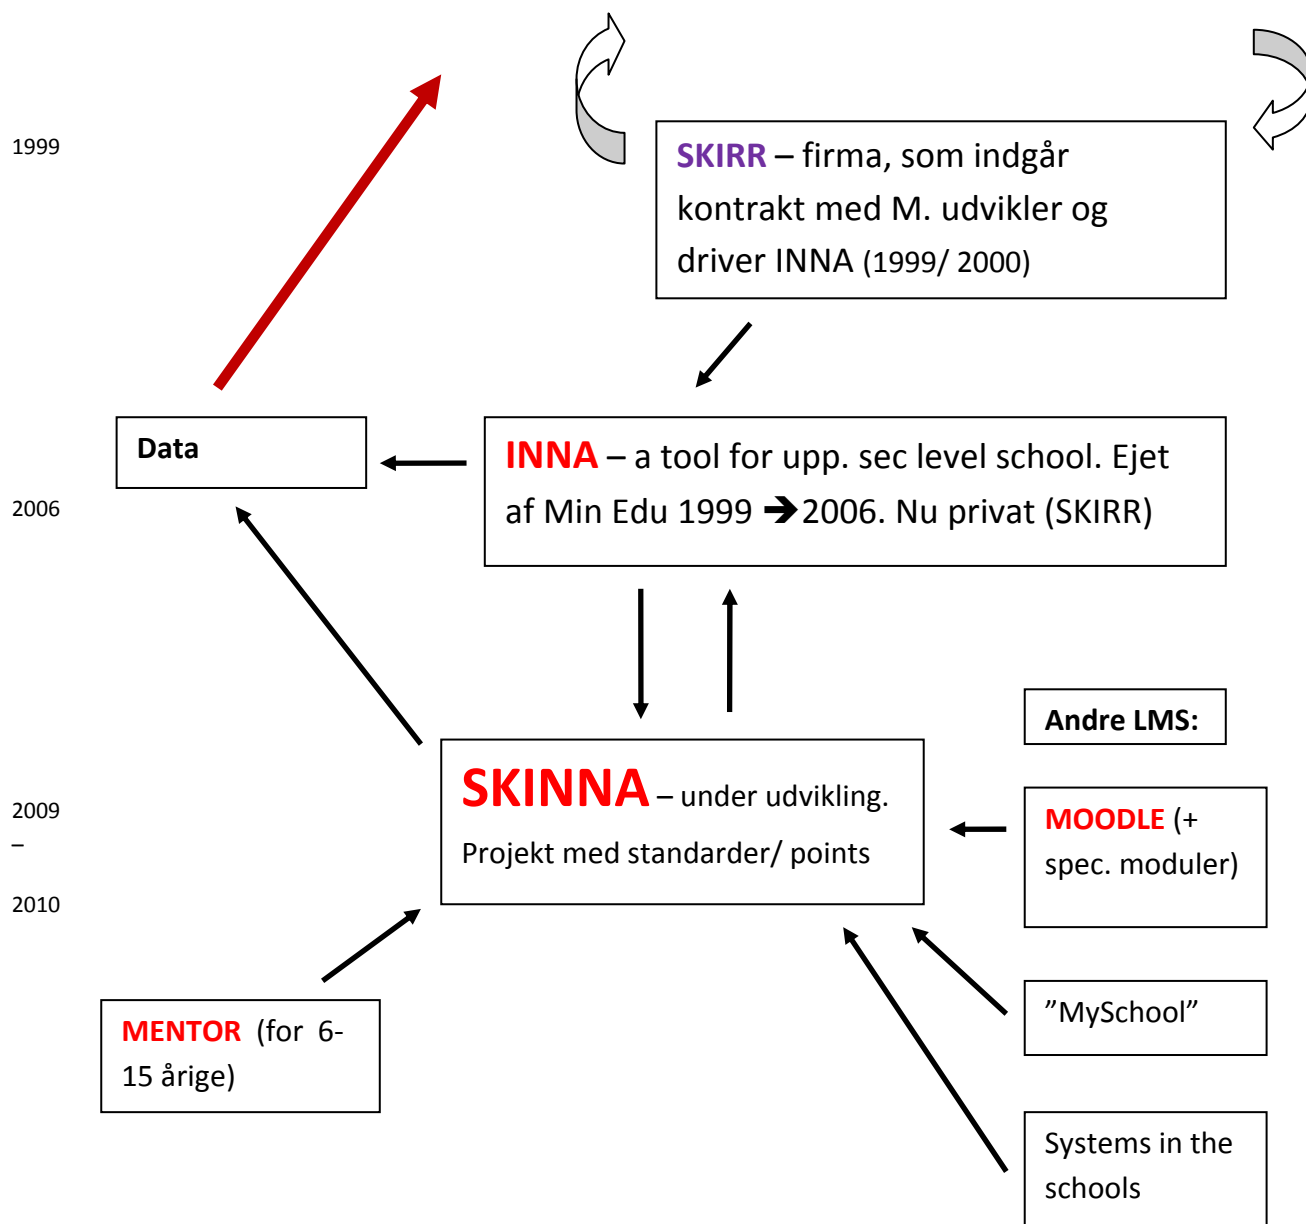 1999
SKIRR – firma, som indgår
kontrakt med M. udvikler og
driver INNA (1999/ 2000)
Data
INNA – a tool for upp. sec level school. Ejet
af Min Edu 1999 ➔2006. Nu privat (SKIRR)
2006
Andre LMS:
SKINNA – under udvikling.
Projekt med standarder/ points
2009
–
2010
MOODLE (+
spec. moduler)
”MySchool”
MENTOR (for 6-
15 årige)
Systems in the
schools